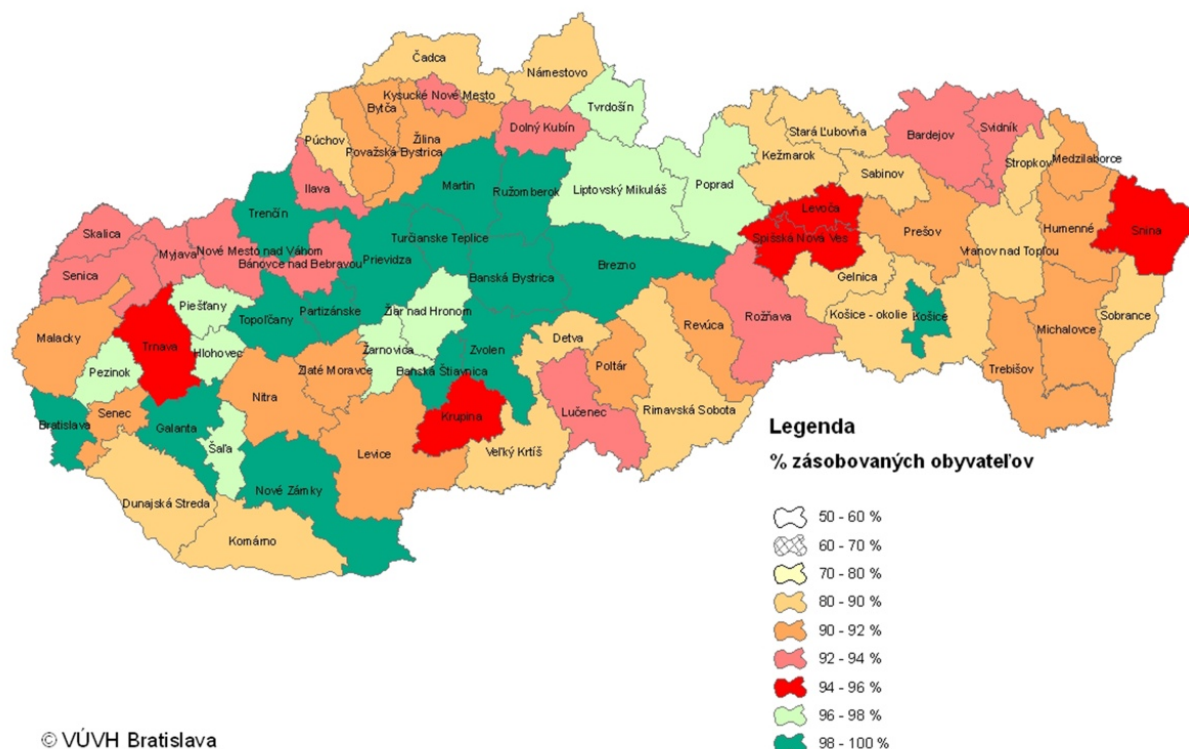 Čadca
Námestovo
Kysucké Nové Mesto
Tvrdošín
Bytča
Dolný Kubín
Púchov
Žilina
Považská Bystrica
Stará Ľubovňa
Bardejov
Svidník
Kežmarok
Stropkov
Medzilaborce
Ilava
Martin
Ružomberok
Liptovský Mikuláš
Poprad
Sabinov
Trenčín
Levoča
Skalica
Turčianske Teplice
Spišská Nová Ves
Prešov
Humenné
Snina
Myjava
Nové Mesto nad Váhom
Bánovce nad Bebravou
Prievidza
Banská Bystrica
Brezno
Vranov nad Topľou
Senica
Gelnica
Piešťany
Topoľčany
Partizánske
Žiar nad Hronom
Rožňava
Košice - okolie
Košice
Sobrance
Malacky
Trnava
Hlohovec
Žarnovica
Zvolen
Detva
Revúca
Michalovce
Pezinok
Zlaté Moravce
Banská Štiavnica
Poltár
Trebišov
Nitra
Senec
Krupina
Lučenec
Rimavská Sobota
Bratislava
Galanta
Šaľa
Levice
Veľký Krtíš
Nové Zámky
Dunajská Streda
Komárno
Legenda
% zásobovaných obyvateľov
50 - 60 %
60 - 70 %
70 - 80 %
80 - 90 %
90 - 92 %
92 - 94 %
94 - 96 %
96 - 98 %
98 - 100 %
© VÚVH Bratislava